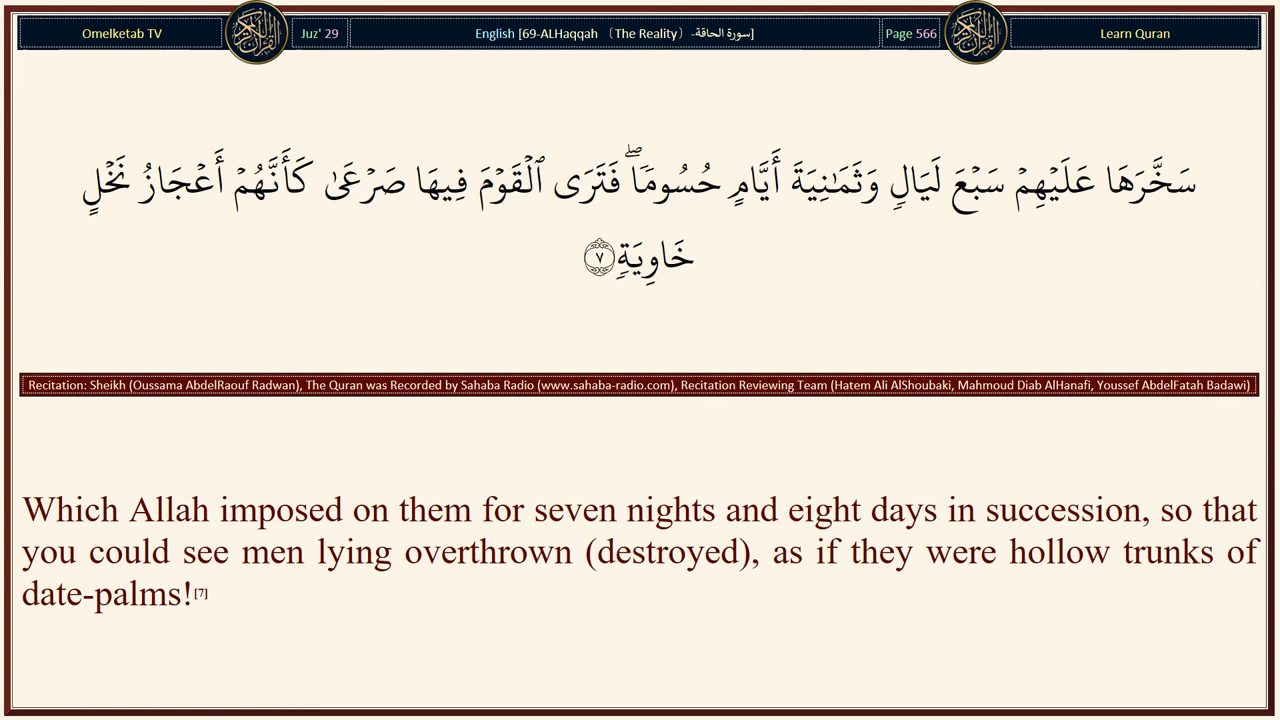 Omelketab TV
Juz' 29
English [69-ALHaqqah （The Reality） -سورة الحاقة]
Page 566
Learn Quran
سَخَّرَهَا عَلَيۡهِمۡ سَبۡعَ لَيَالٖ وَثَمَٰنِيَةَ أَيَّامٍ حُسُومٗاۖ فَتَرَى ٱلۡقَوۡمَ فِيهَا صَرۡعَىٰ كَأَنَّهُمۡ أَعۡجَازُ نَخۡلٍ
خَاوِيَةٖ ٧
Recitation: Sheikh (Oussama AbdelRaouf Radwan), The Quran was Recorded by Sahaba Radio (www.sahaba-radio.com), Recitation Reviewing Team (Hatem Ali AlShoubaki, Mahmoud Diab AlHanafi, Youssef AbdelFatah Badawi)
Which Allah imposed on them for seven nights and eight days in succession, so that
you could see men lying overthrown (destroyed), as if they were hollow trunks of
date-palms![7]